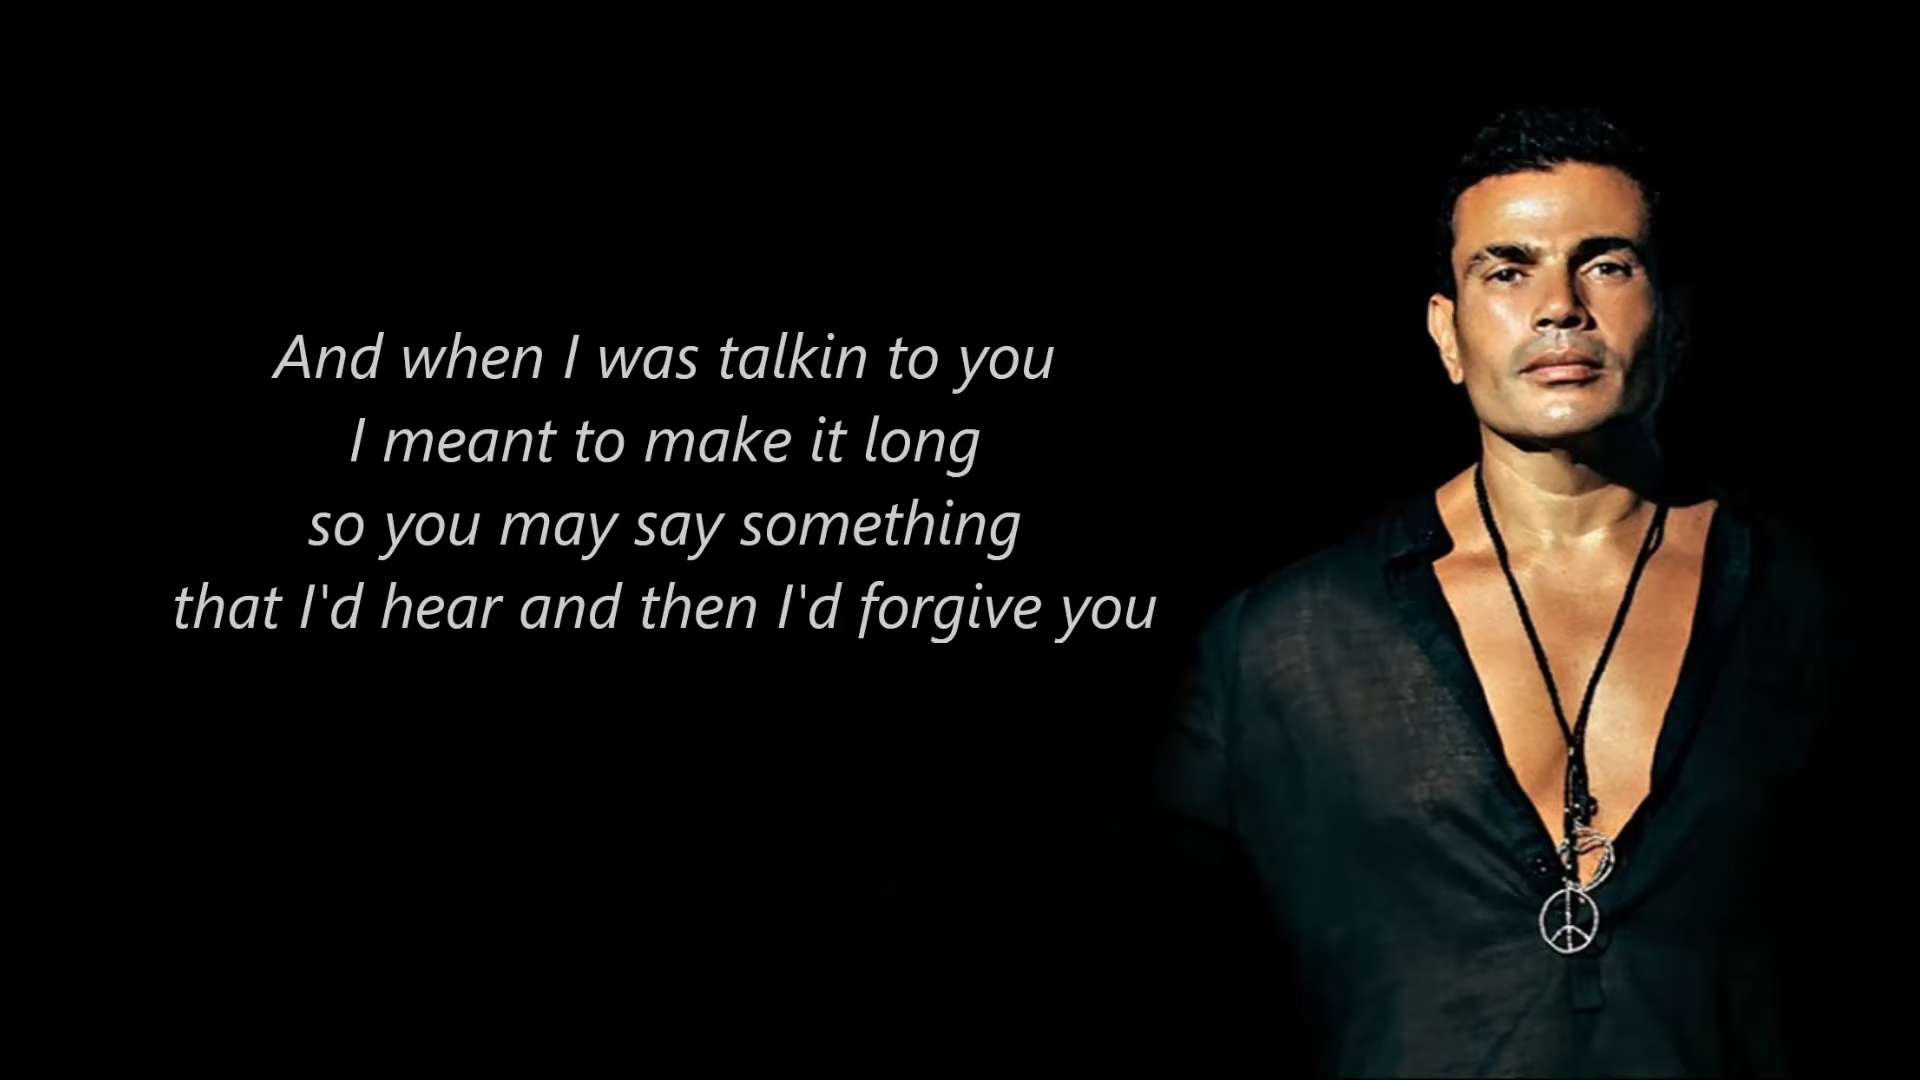 And when I was talkin to you
I meant to make it long
so you may say something
that I'd hear and then I'd forgive you